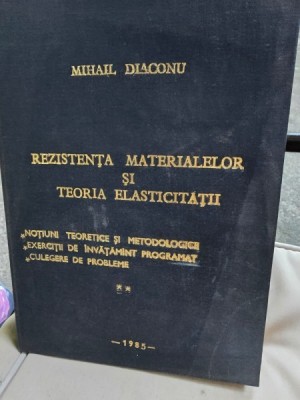 MIHAIL DIACONU
REZISTENȚA MATERIALELOR
ȘI
TEORIA ELASTICITĂȚII
*NOȚIUNI TEORETICE ȘI METODOLOGICE
*EXERCIȚII DE ÎNVĂȚĂMÎNT PROGRAMAT
*CULEGERE DE PROBLEME
**
—1985—